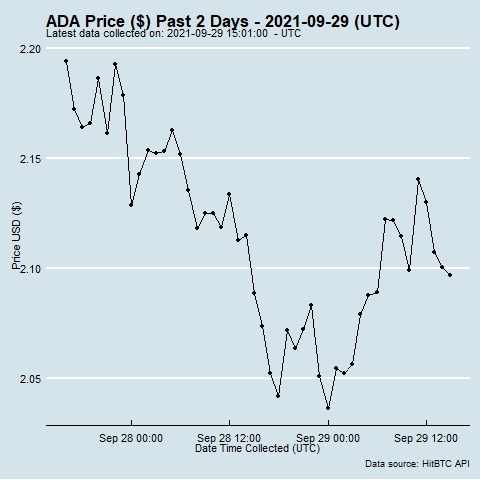 ADA Price ($) Past 2 Days - 2021-09-29 (UTC)
Latest data collected on: 2021-09-29 15:01:00  - UTC
2.20
2.15
2.10
2.05
Price USD ($)
Sep 28 00:00 Sep 28 12:00 Sep 29 00:00 Sep 29 12:00
Date Time Collected (UTC)
Data source: HitBTC API